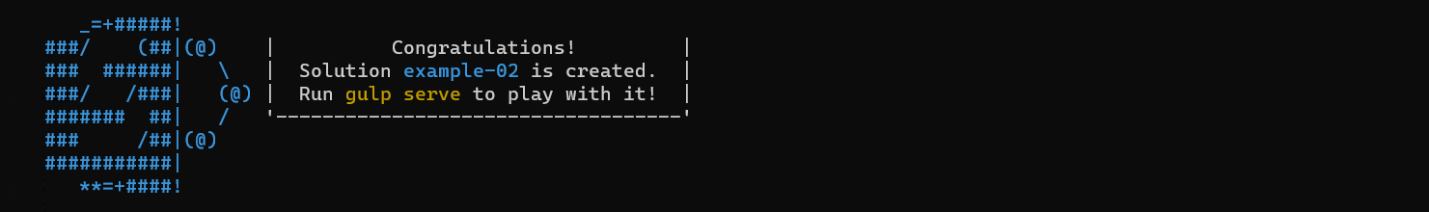 _=+#####!
###/    (##|(@)    |          Congratulations!         |
###  ######|   \   |  Solution example-02 is created.  |
###/   /###|   (@) |  Run gulp serve to play with it!  |
#######  ##|   /   '-----------------------------------'
###     /##|(@)
###########|
   **=+####!